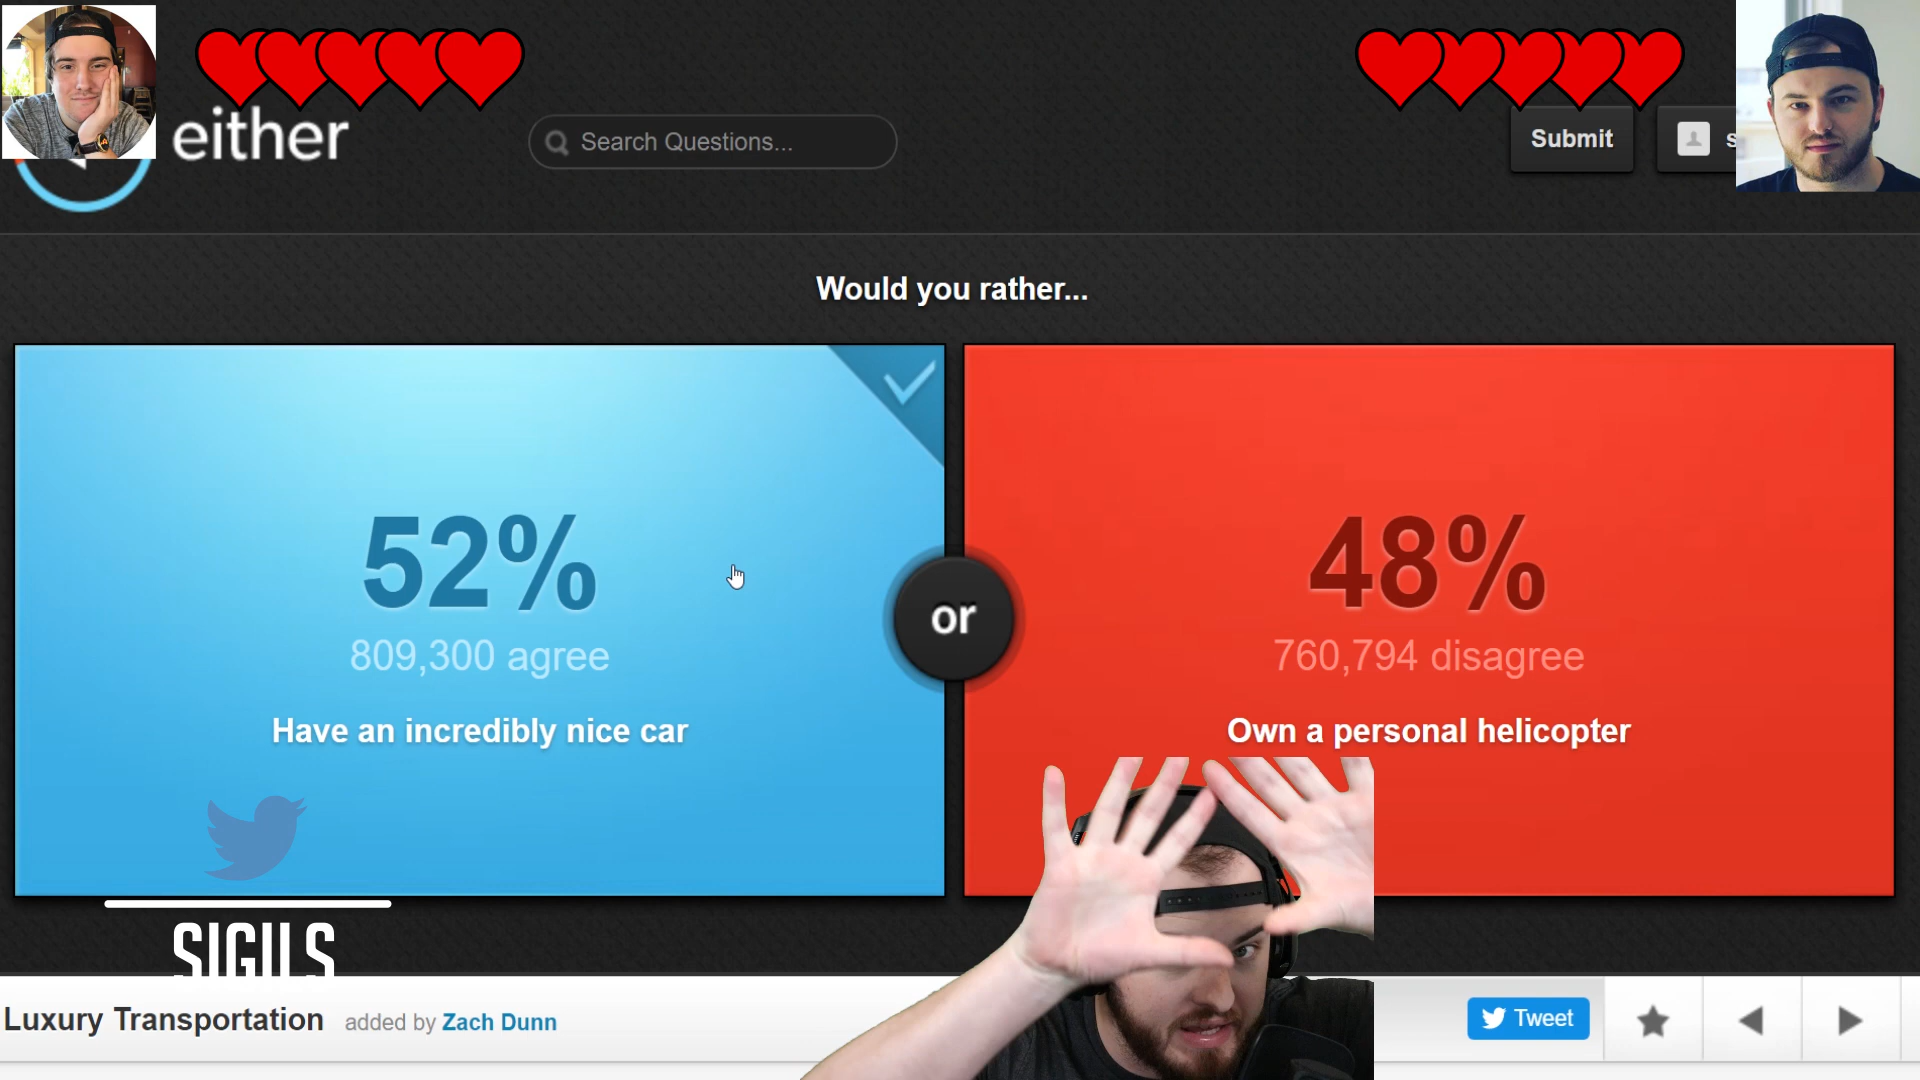 either
Search Questions...
Submit
s
Would you rather...
52%
809,300 agree
Have an incredibly nice car
or
48%
760,794 disagree
Own a personal helicopter
SIGILS
Luxury Transportation added by Zach Dunn
Tweet